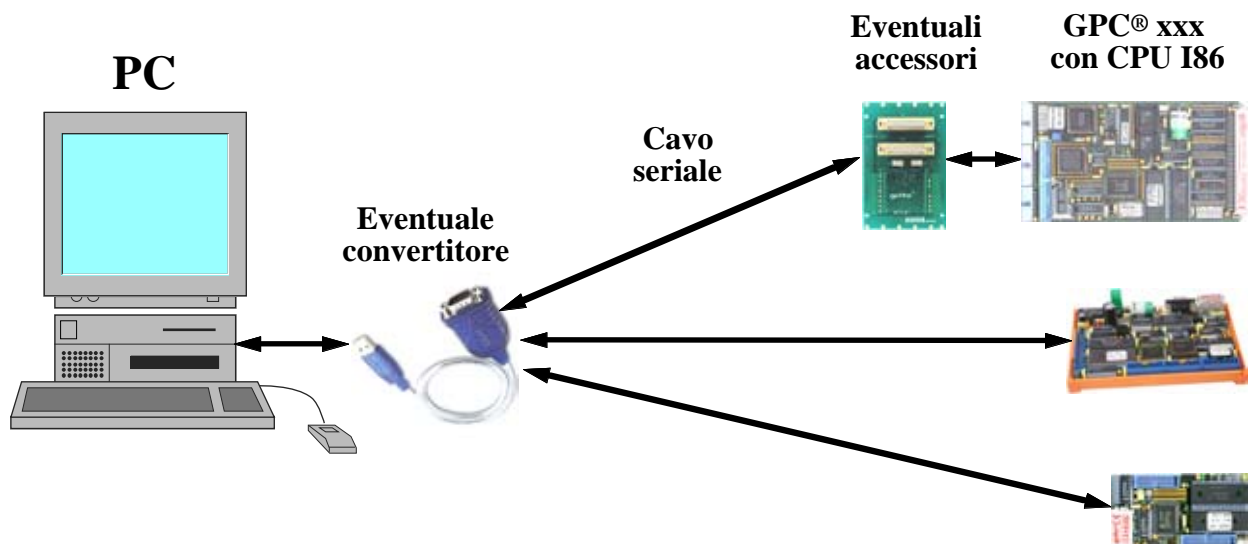 PC
Eventuale
convertitore
Cavo
seriale
Eventuali
accessori
GPC® xxx
con CPU I86